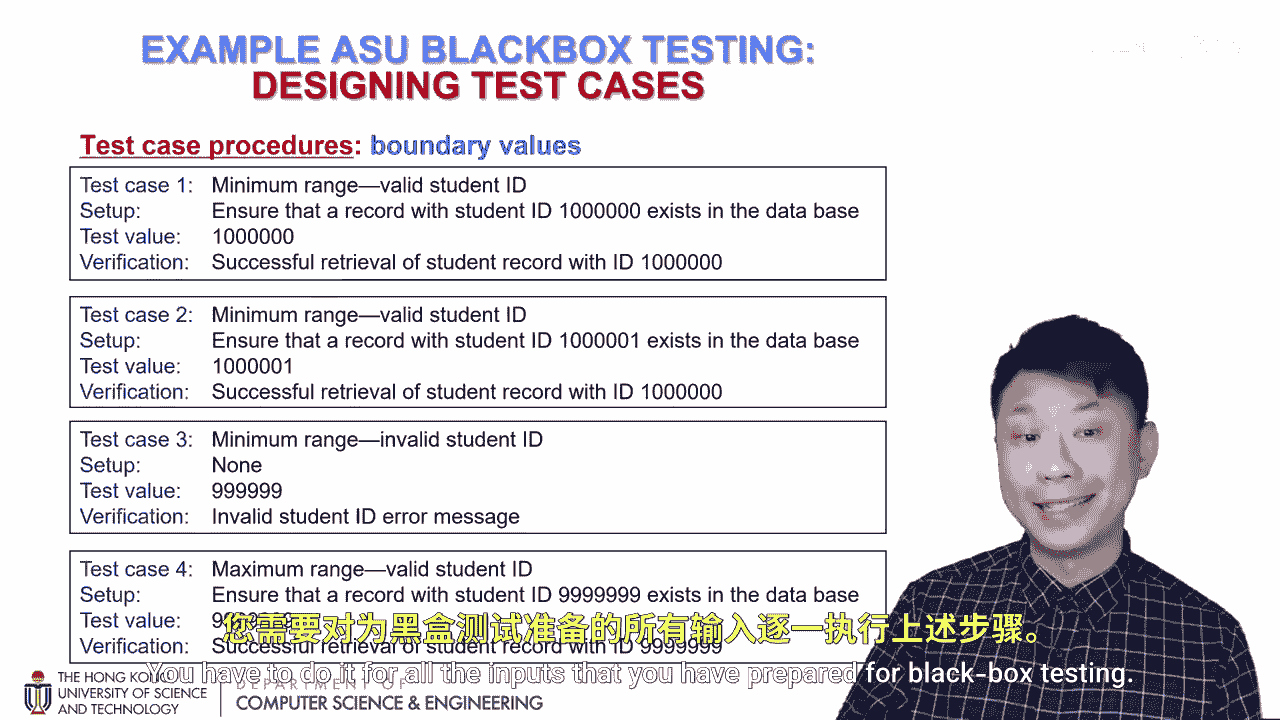 EXAMPLE ASU BLACKBOX TESTING:
DESIGNING TEST CASES
Test case procedures: boundary values
Test case 1: Minimum range—valid student ID
Setup: Ensure that a record with student ID 1000000 exists in the data base
Test value: 1000000
Verification: Successful retrieval of student record with ID 1000000
Test case 2: Minimum range—valid student ID
Setup: Ensure that a record with student ID 1000001 exists in the data base
Test value: 1000001
Verification: Successful retrieval of student record with ID 1000000
Test case 3: Minimum range—invalid student ID
Setup: None
Test value: 999999
Verification: Invalid student ID error message
Test case 4: Maximum range—valid student ID
Setup: Ensure that a record with student ID 9999999 exists in the data base
Test value:
您需要对为黑盒测试准备的所有输入逐一执行上述步骤。
Verification: Successful retrieval of student record with ID 9999999
You have to do it for all the inputs that you have prepared for black-box testing.
THE HONG KONG
UNIVERSITY OF SCIENCE
AND TECHNOLOGY
DEPARTMENT OF
COMPUTER SCIENCE & ENGINEERING